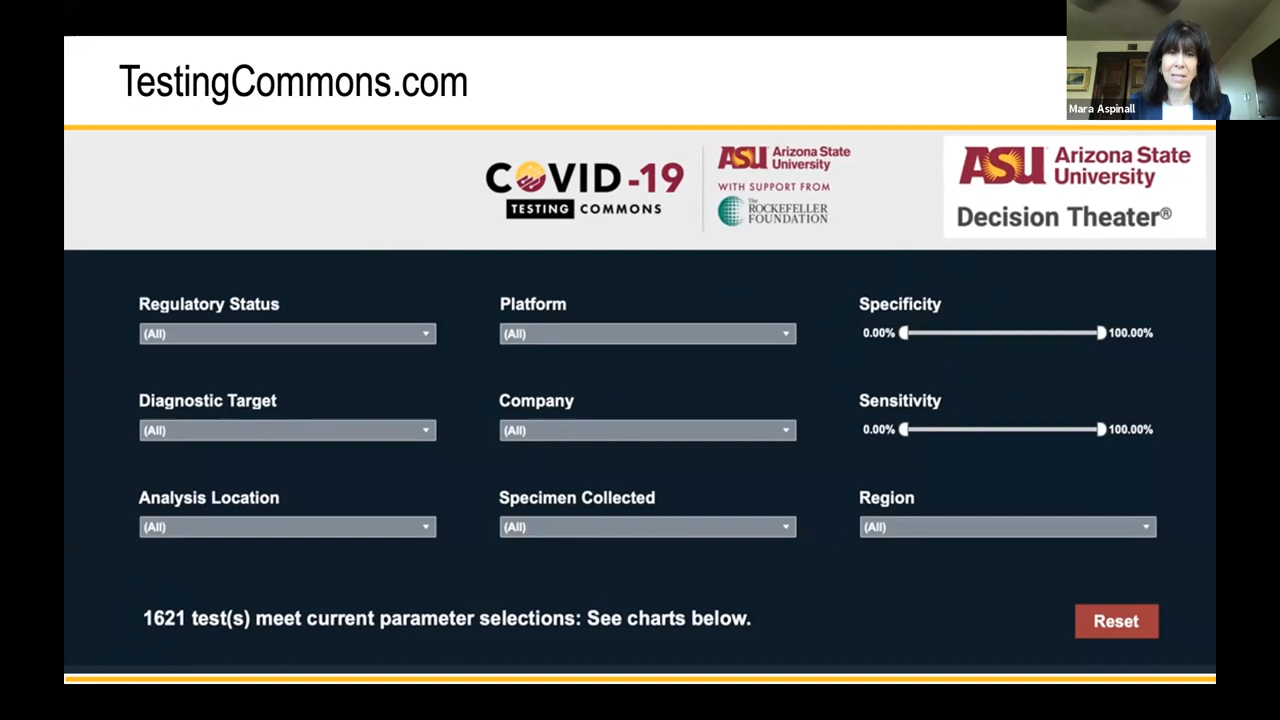 TestingCommons.com
Mara Aspinall
COVID-19
TESTING COMMONS
ASU Arizona State
University
WITH SUPPORT FROM
The
ROCKEFELLER
FOUNDATION
ASU Arizona State
University
Decision Theater®
Regulatory Status
(All)
Platform
(All)
Specificity
0.00% 100.00%
Diagnostic Target
(All)
Company
(All)
Sensitivity
0.00% 100.00%
Analysis Location
(All)
Specimen Collected
(All)
Region
(All)
1621 test(s) meet current parameter selections: See charts below.
Reset